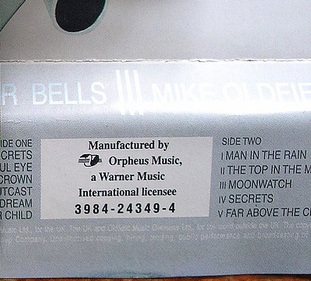 R BELLS III MIKE OLDFIE
IDE ONE
CRETS
UL EYE
CROWN
UTCAST
DREAM
R CHILD
Manufactured by
Orpheus Music,
a Warner Music
International licensee
3984-24349-4
SIDE TWO
I MAN IN THE RAIN
II THE TOP IN THE M
III MOONWATCH
IV SECRETS
V FAR ABOVE THE C